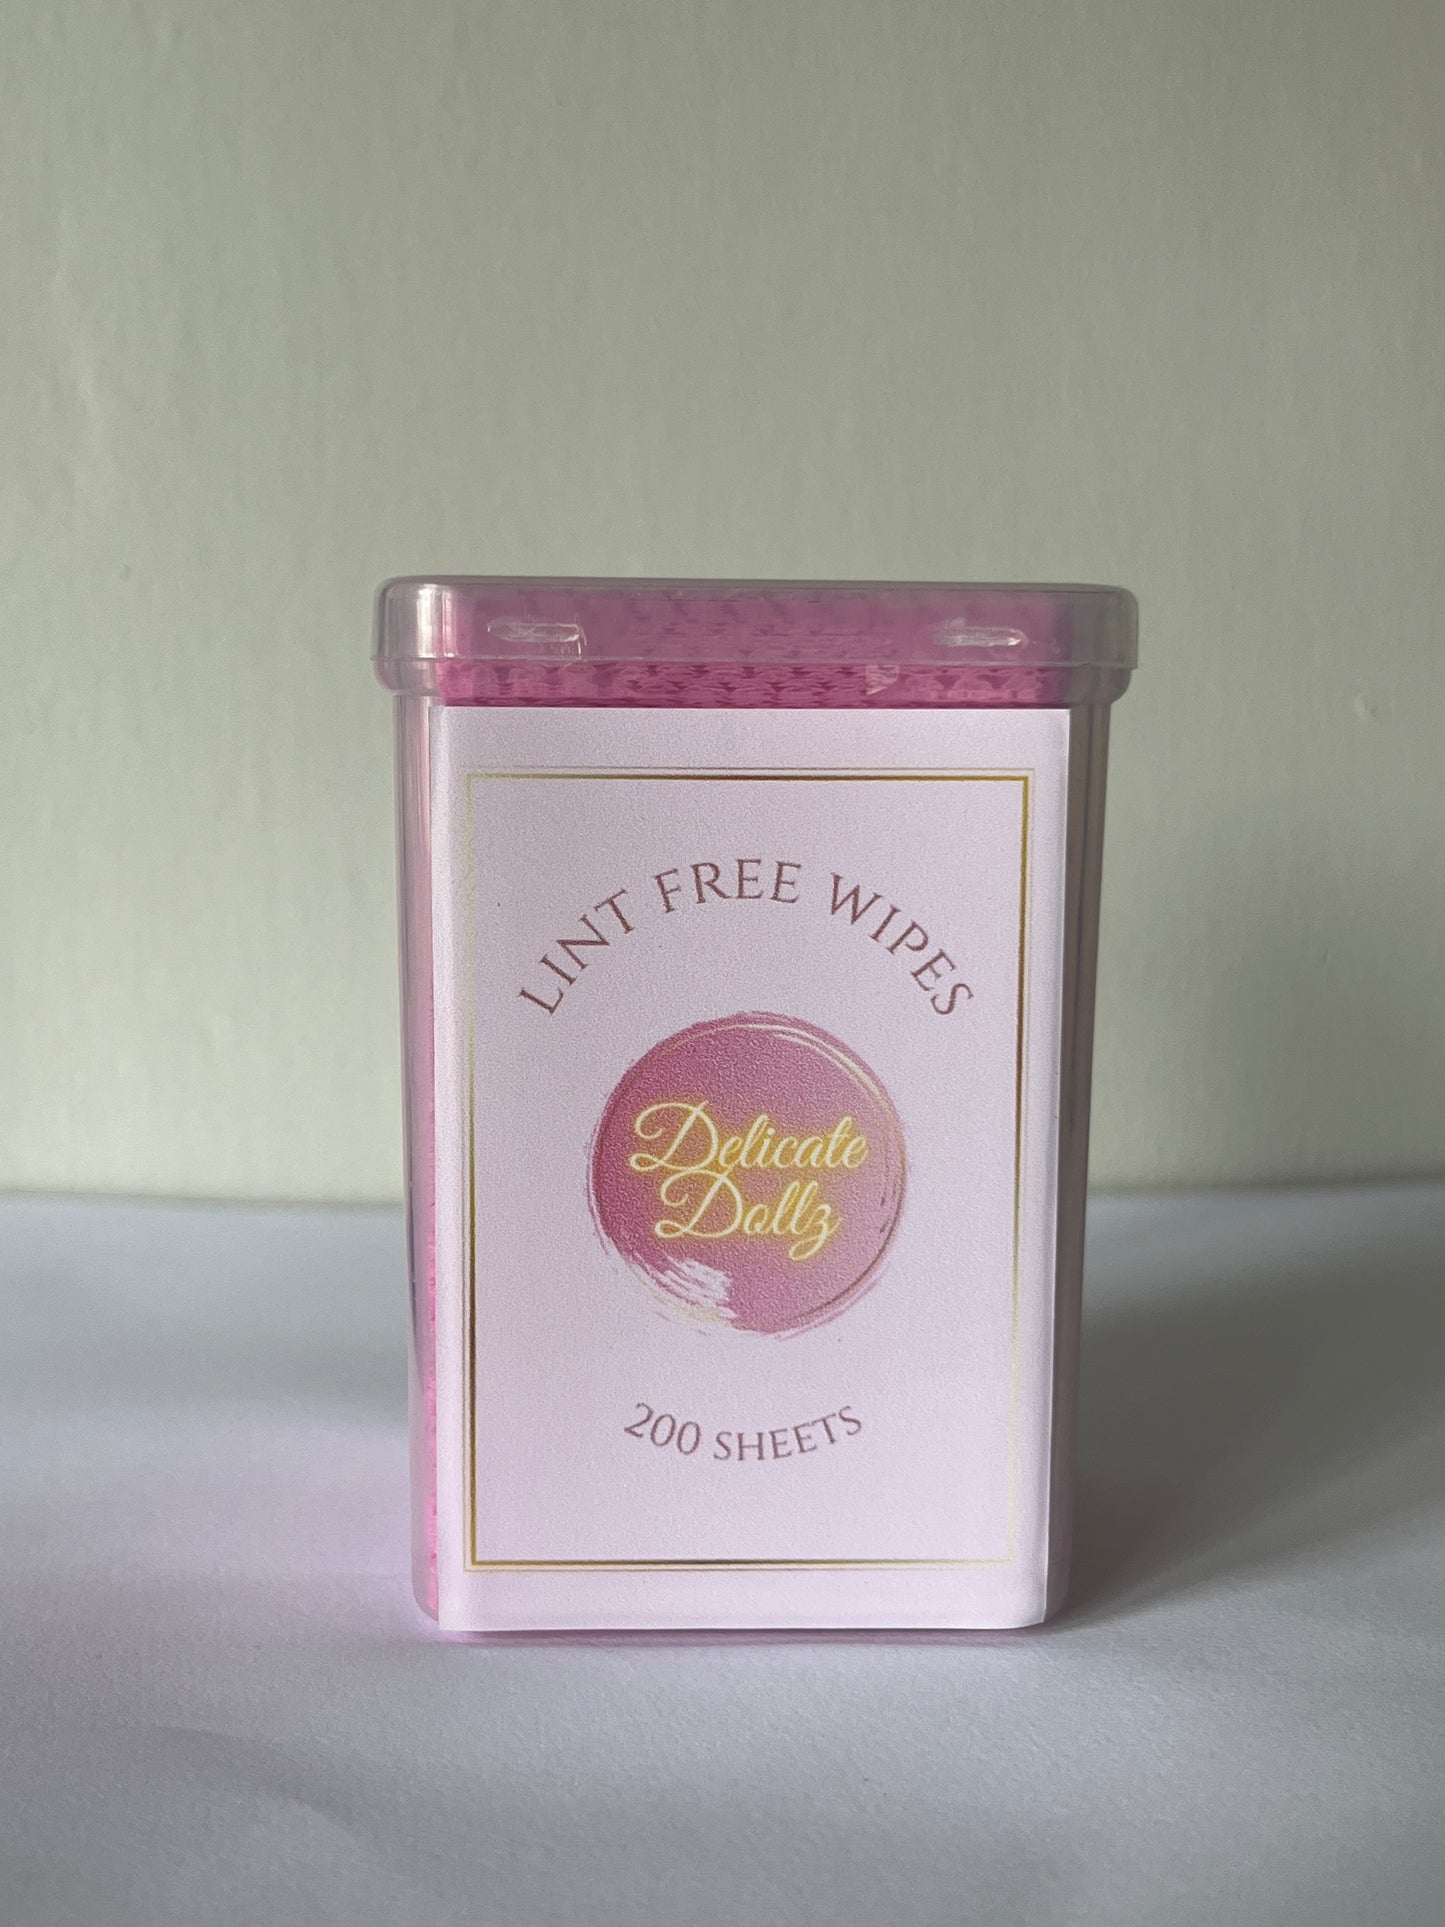 LINT FREE WIPES
Delicate
Dollz
200 SHEETS